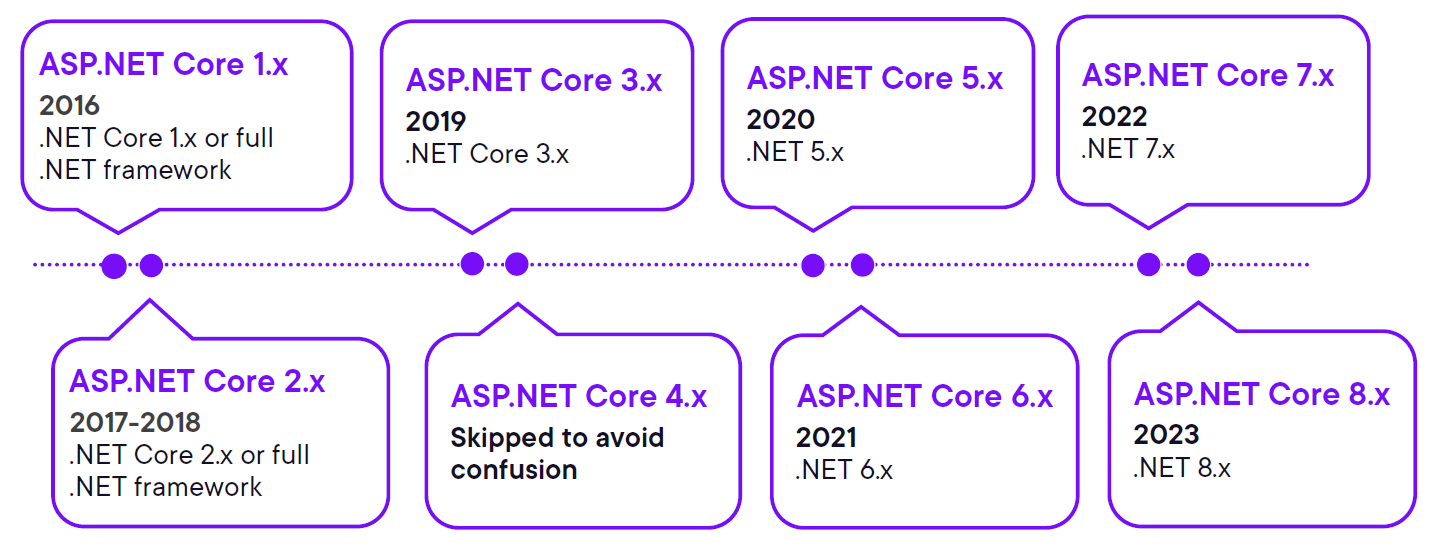 ASP.NET Core 1.x
2016
.NET Core 1.x or full
.NET framework
ASP.NET Core 3.x
2019
.NET Core 3.x
ASP.NET Core 5.x
2020
.NET 5.x
ASP.NET Core 7.x
2022
.NET 7.x
ASP.NET Core 2.x
2017-2018
.NET Core 2.x or full
.NET framework
ASP.NET Core 4.x
Skipped to avoid
confusion
ASP.NET Core 6.x
2021
.NET 6.x
ASP.NET Core 8.x
2023
.NET 8.x